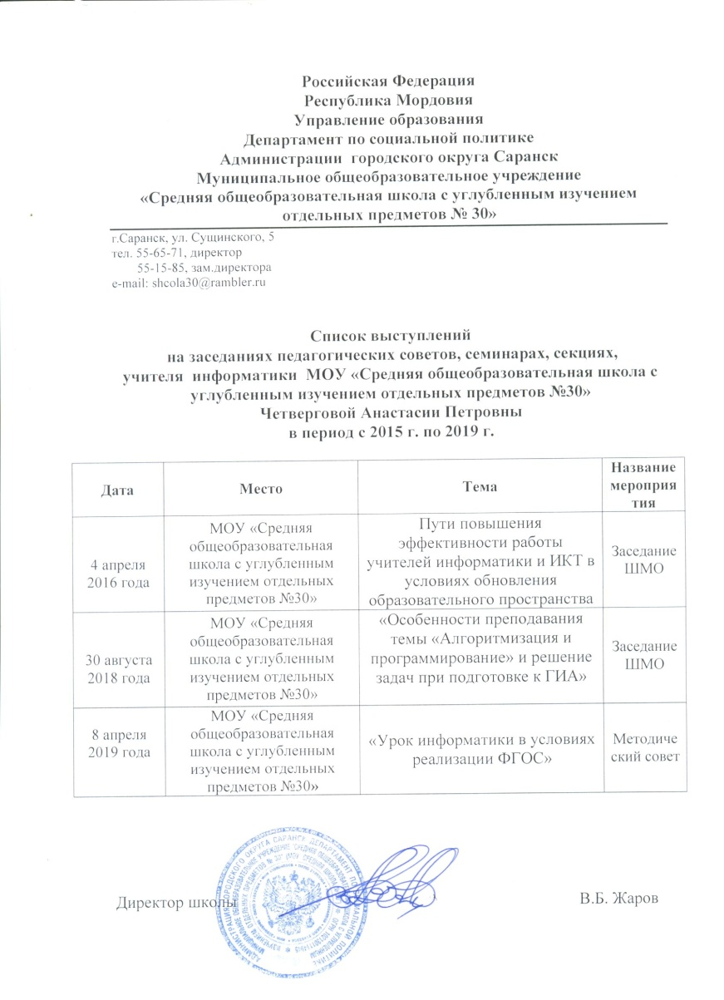 Российская Федерация
Республика Мордовия
Управление образования
Департамент по социальной политике
Администрации городского округа Саранск
Муниципальное общеобразовательное учреждение
«Средняя общеобразовательная школа с углубленным изучением
отдельных предметов № 30»
г.Саранск, ул. Сущинского, 5
тел. 55-65-71, директор
55-15-85, зам.директора
e-mail: shcola30@rambler.ru
Список выступлений
на заседаниях педагогических советов, семинарах, секциях,
учителя информатики МОУ «Средняя общеобразовательная школа с
углубленным изучением отдельных предметов №30»
Четверговой Анастасии Петровны
в период с 2015 г. по 2019 г.
Дата
Место
Тема
Название
мероприя
тия
4 апреля
2016 года
МОУ «Средняя
общеобразовательная
школа с углубленным
изучением отдельных
предметов №30»
Пути повышения
эффективности работы
учителей информатики и ИКТ в
условиях обновления
образовательного пространства
Заседание
ШМО
30 августа
2018 года
МОУ «Средняя
общеобразовательная
школа с углубленным
изучением отдельных
предметов №30»
«Особенности преподавания
темы «Алгоритмизация и
программирование» и решение
задач при подготовке к ГИА»
Заседание
ШМО
8 апреля
2019 года
МОУ «Средняя
общеобразовательная
школа с углубленным
изучением отдельных
предметов №30»
«Урок информатики в условиях
реализации ФГОС»
Методиче
ский совет
Директор школы
В.Б. Жаров